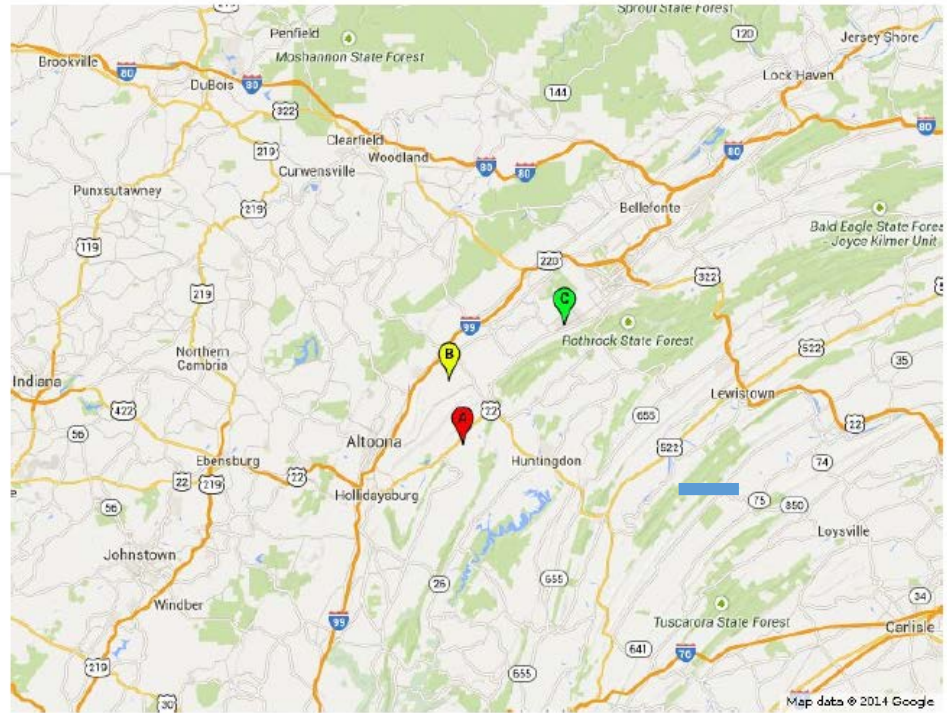 219
Penfield
Sproul State Forest
120
Jersey Shore
Brookville
80
Moshannon State Forest
DuBois
80
Lock Haven
144
322
80
Clearfield
Woodland
80
80
80
219
Curwensville
Punxsutawney
219
Bellefonte
Bald Eagle State Fores
- Joyce Kilmer Unit
119
220
322
219
C
99
Rothrock State Forest
522
Northern
Cambria
B
35
Indiana
Lewistown
422
A
22
655
22
56
Altoona
522
Ebensburg
Huntingdon
74
22
219
22
Hollidaysburg
75
850
56
Loysville
Johnstown
26
655
34
Windber
99
Tuscarora State Forest
Carlisle
641
76
219
655
30
Map data © 2014 Google